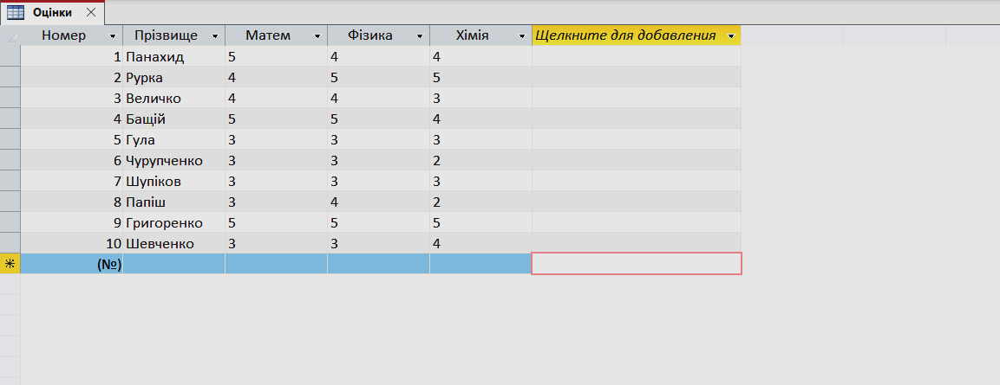 Оцінки
Номер Прізвище Матем Фізика Хімія Щелкните для добавления
1 Панахид 5 4 4
2 Рурка 4 5 5
3 Величко 4 4 3
4 Бащій 5 5 4
5 Гула 3 3 3
6 Чурупченко 3 3 2
7 Шупіков 3 3 3
8 Папіш 3 4 2
9 Григоренко 5 5 5
10 Шевченко 3 3 4
(№)